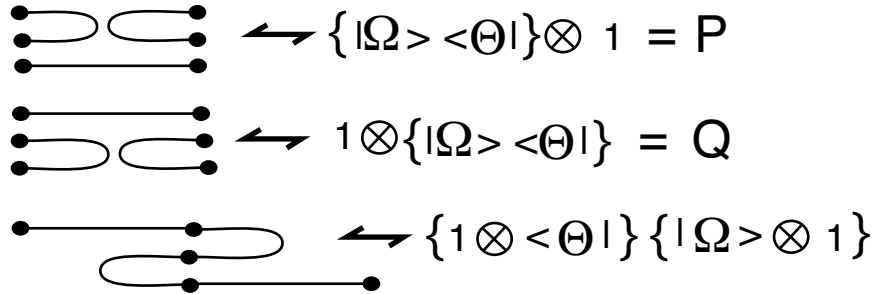 {|Ω> <Θ|}⊗ 1 = P
1⊗{|Ω> <Θ|} = Q
{1 ⊗ <Θ|}{|Ω> ⊗ 1}